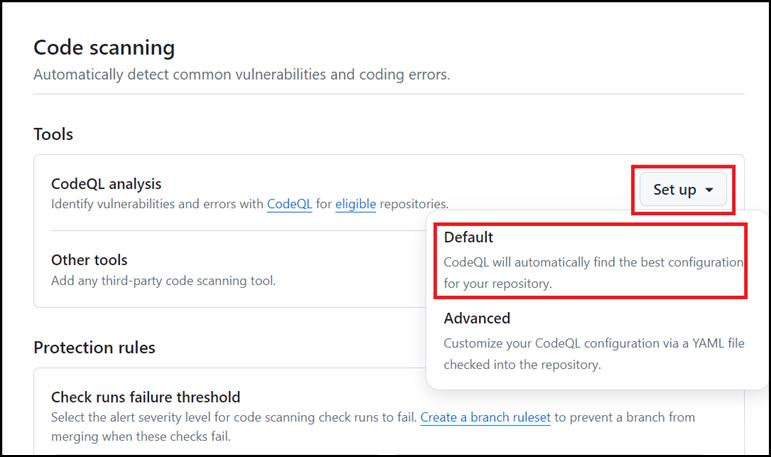 Code scanning
Automatically detect common vulnerabilities and coding errors.
Tools
CodeQL analysis
Identify vulnerabilities and errors with CodeQL for eligible repositories.
Set up
Default
CodeQL will automatically find the best configuration
for your repository.
Other tools
Add any third-party code scanning tool.
Advanced
Customize your CodeQL configuration via a YAML file
checked into the repository.
Protection rules
Check runs failure threshold
Select the alert severity level for code scanning check runs to fail. Create a branch ruleset to prevent a branch from
merging when these checks fail.